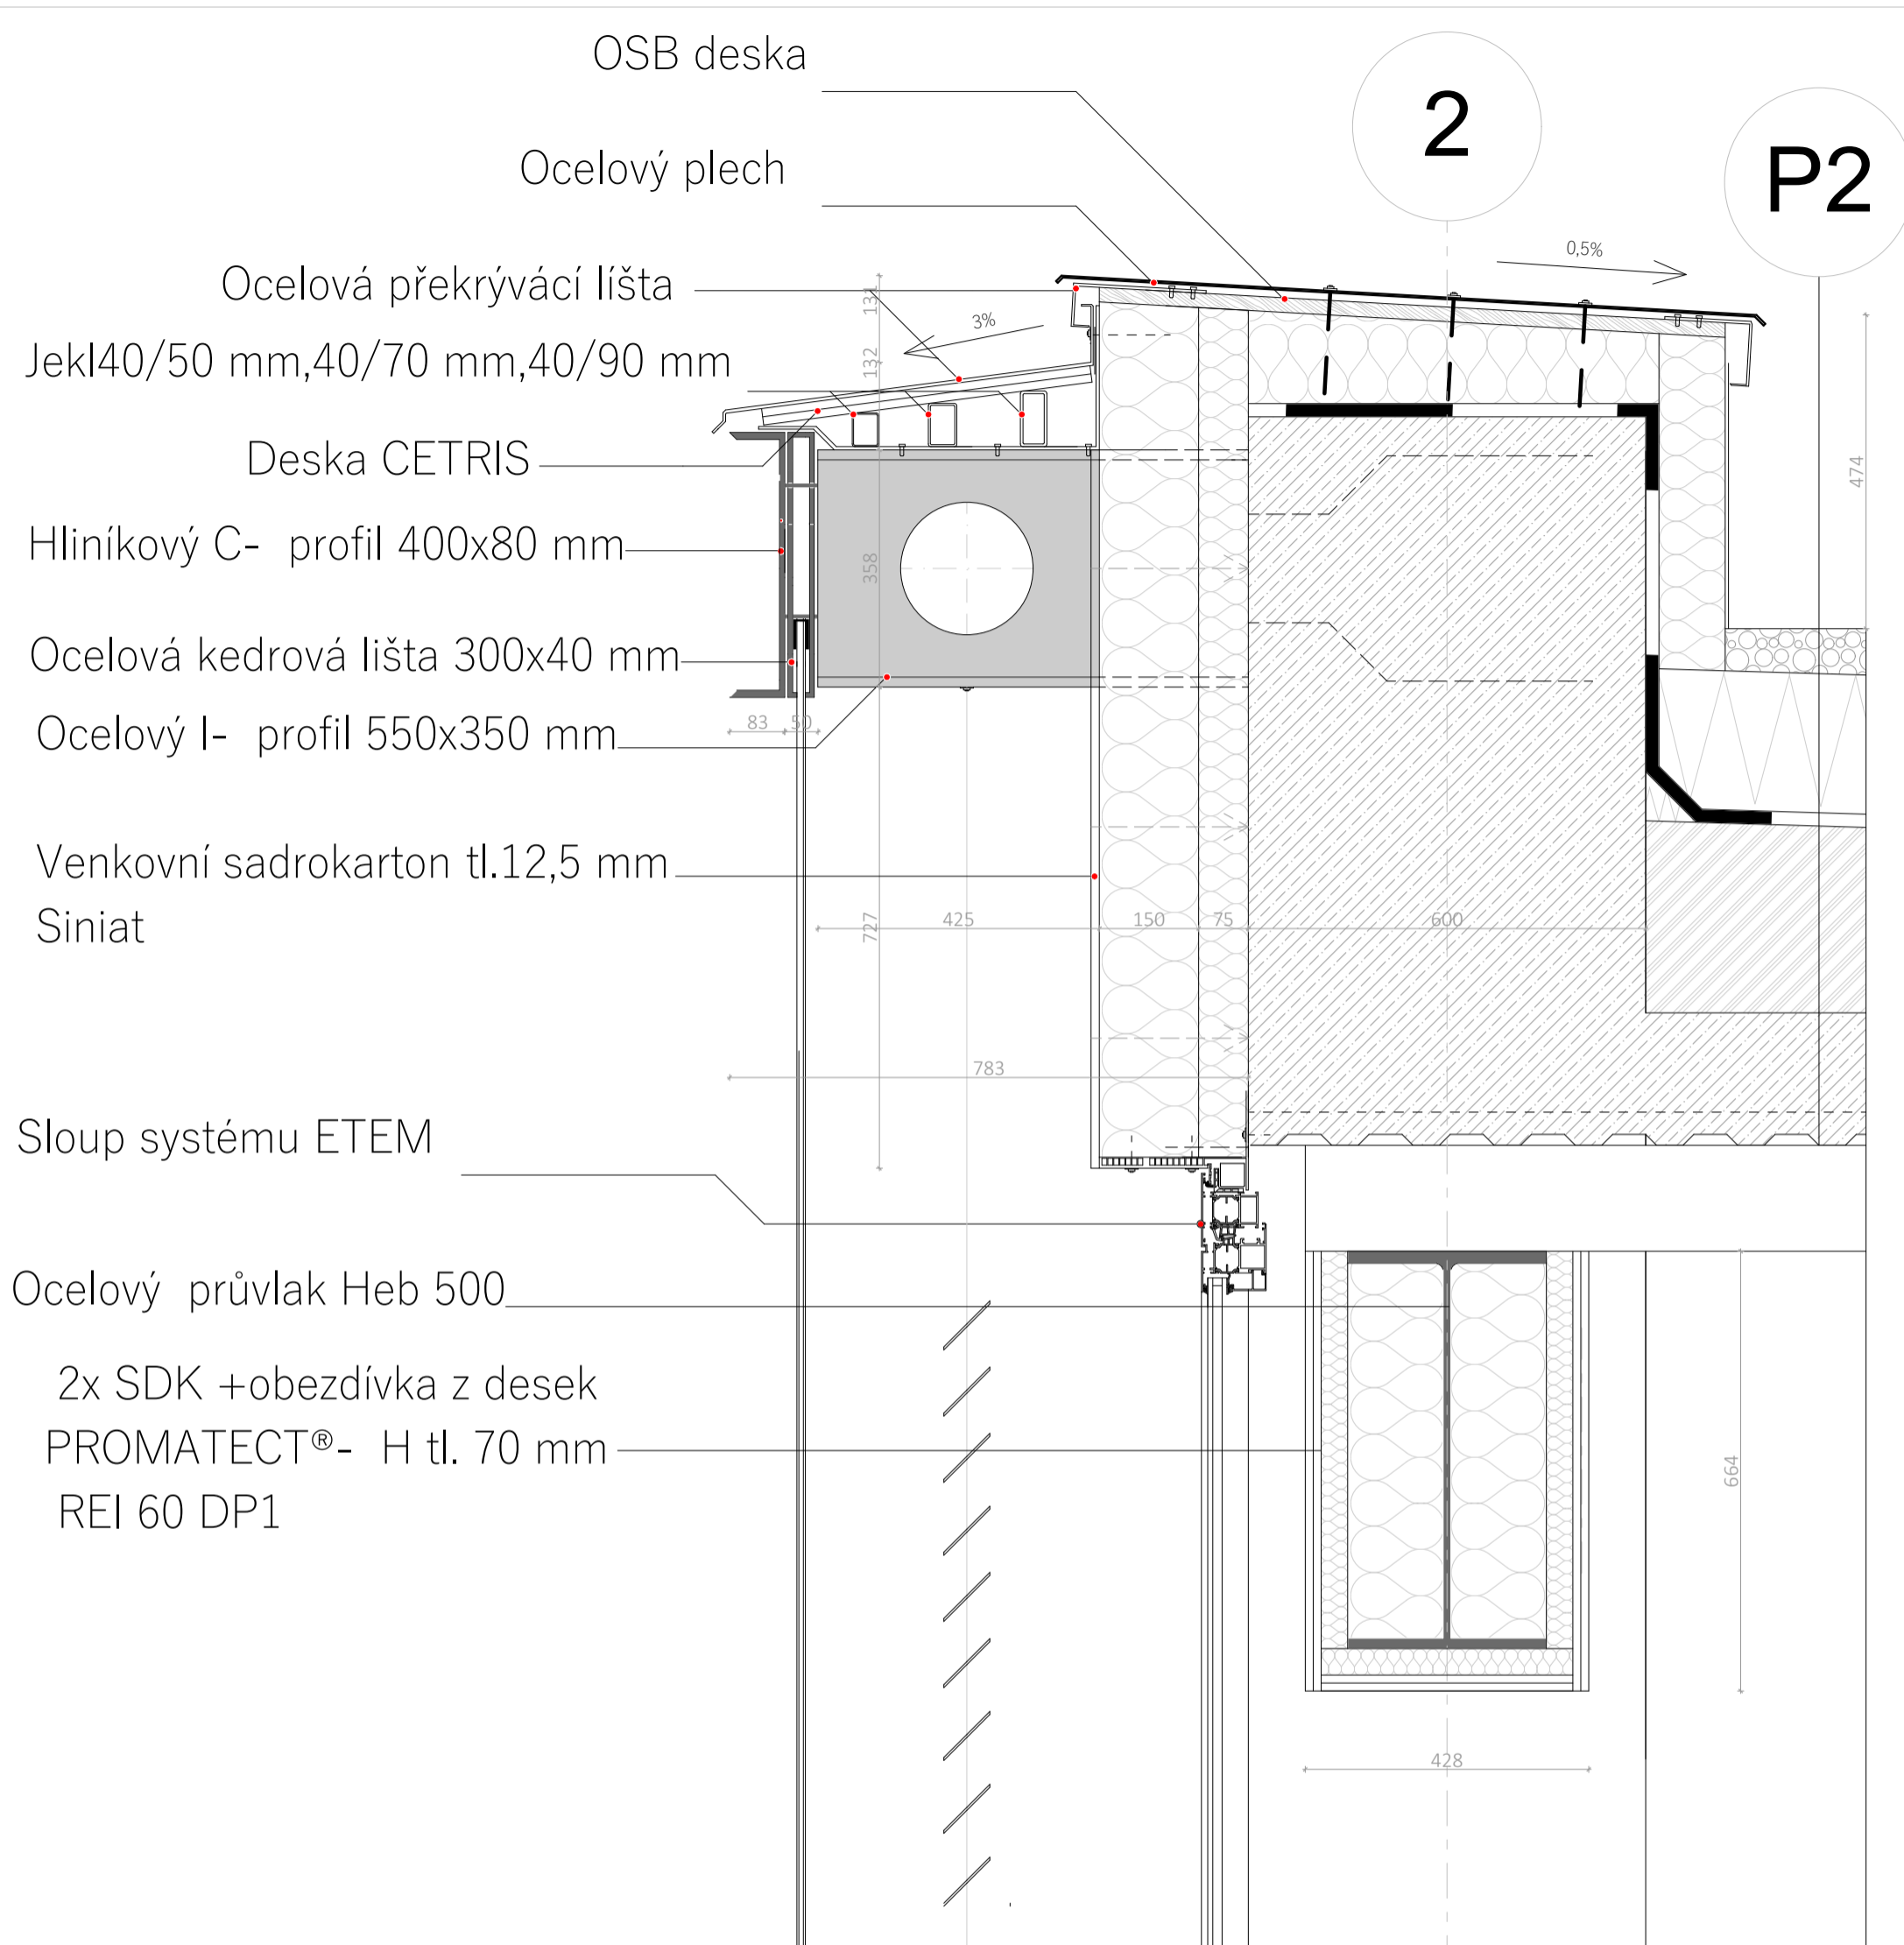 OSB deska
2
Ocelový plech
P2
0,5%
Ocelová překrývácí líšta
131
3%
Jekl40/50 mm,40/70 mm,40/90 mm
132
Deska CETRIS
474
Hliníkový C- profil 400x80 mm
358
Ocelová kedrová lišta 300x40 mm
Ocelový I- profil 550x350 mm
83
50
Venkovní sadrokarton tl.12,5 mm
Siniat
727
425
150
75
600
783
Sloup systému ETEM
Ocelový průvlak Heb 500
2x SDK +obezdívka z desek
PROMATECT®- H tl. 70 mm
REI 60 DP1
664
428